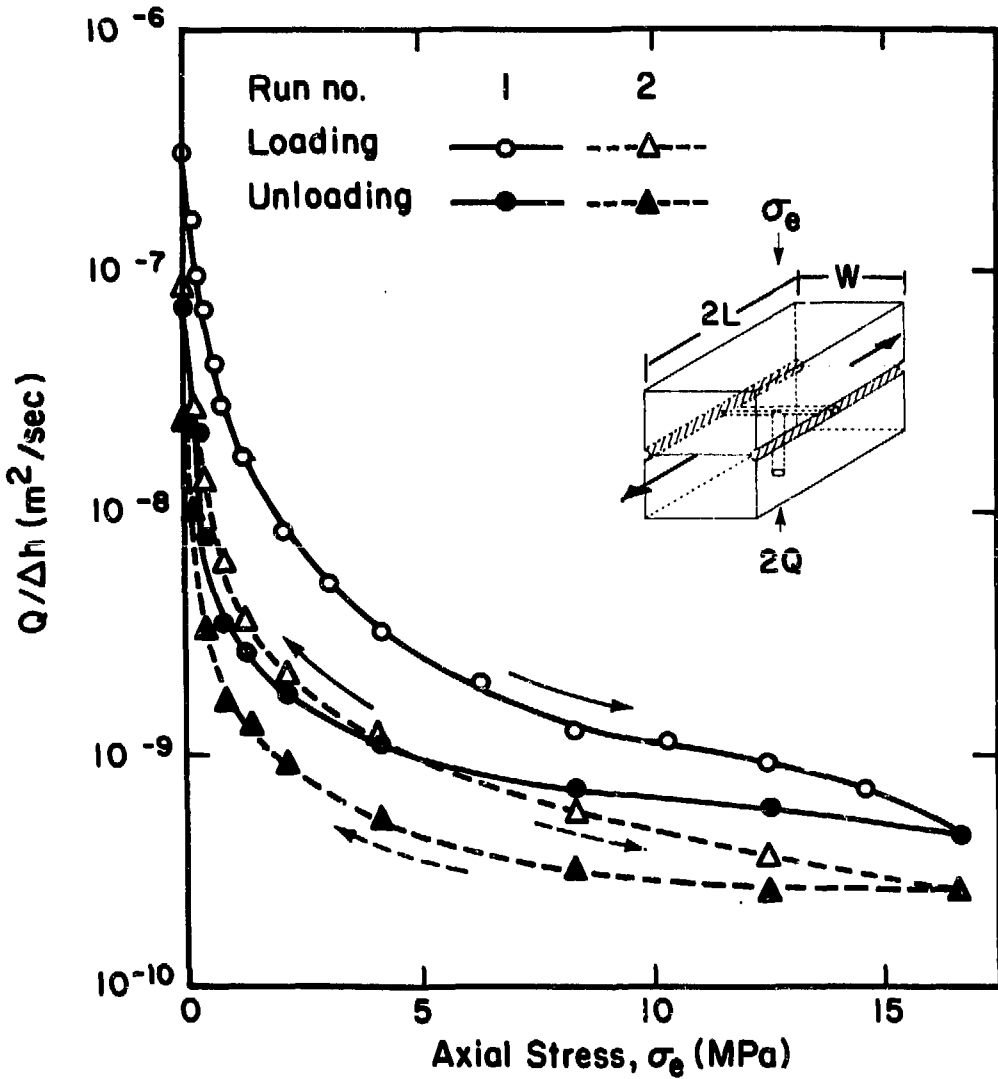 10⁻⁶
Run no. 1 2
Loading
Unloading
σe
10⁻⁷
W
2L
Q/Δh (m²/sec)
10⁻⁸
2Q
10⁻⁹
10⁻¹⁰
0 5 10 15
Axial Stress, σe (MPa)